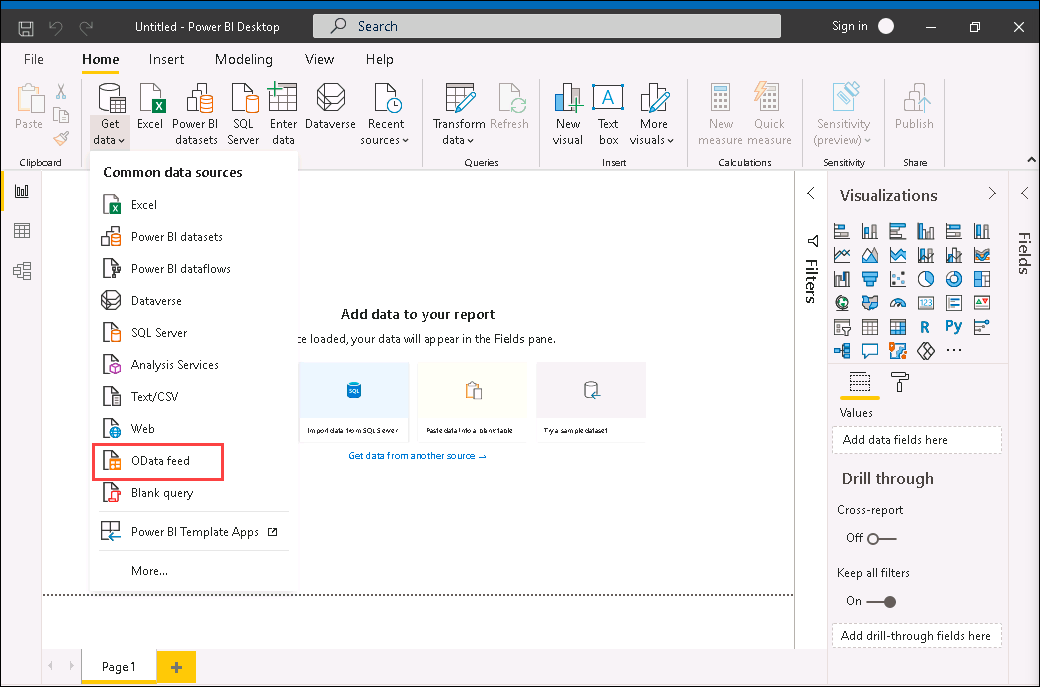 Untitled - Power BI Desktop
Search
Sign in
File
Home
Insert
Modeling
View
Help
Paste
Get data
Excel
Power BI datasets
SQL Server
Enter data
Dataverse
Recent sources
Transform data
Refresh
New visual
Text box
More visuals
New measure
Quick measure
Sensitivity (preview)
Publish
Clipboard
Queries
Insert
Calculations
Sensitivity
Share
Common data sources
Excel
Power BI datasets
Power BI dataflows
Dataverse
SQL Server
Analysis Services
Text/CSV
Web
OData feed
Blank query
Power BI Template Apps
More...
Add data to your report
ce loaded, your data will appear in the Fields pane.
SQL
Import data from SQL Server
Paste data into a blank table
Try a sample dataset
Get data from another source →
Filters
Visualizations
123
R
Py
Values
Add data fields here
Drill through
Cross-report
Off
Keep all filters
On
Add drill-through fields here
Fields
Page 1